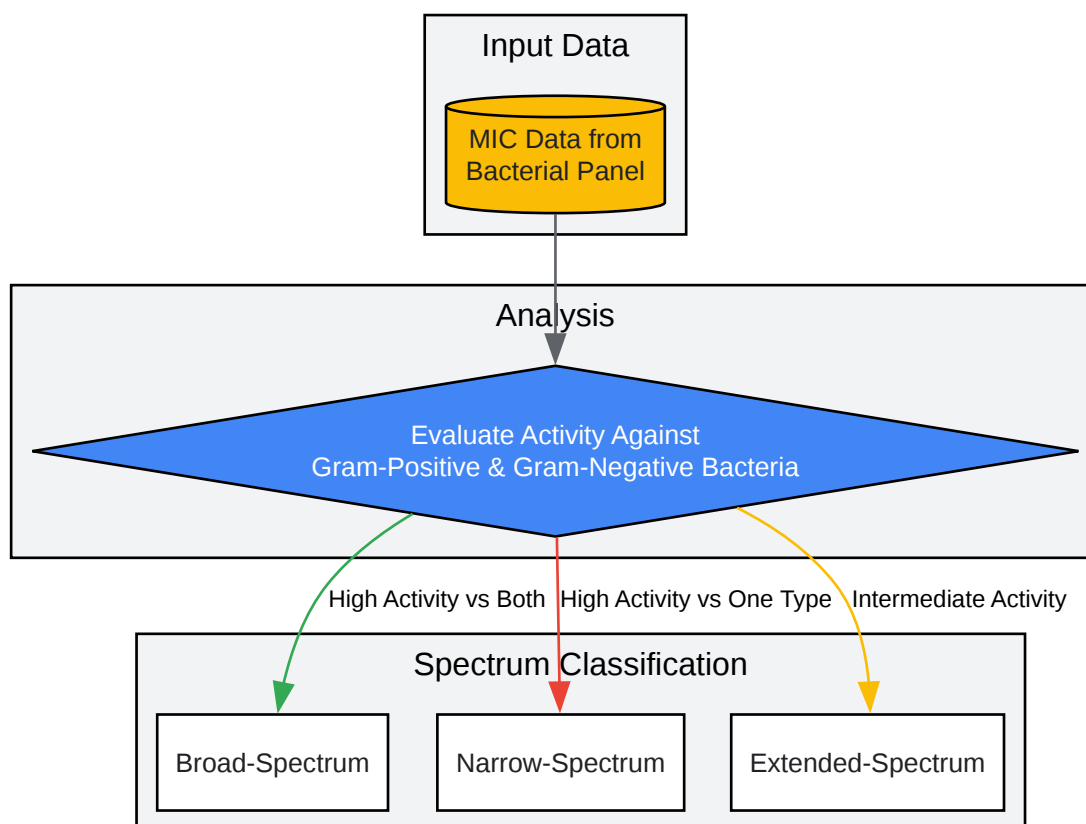 Input Data
MIC Data from
Bacterial Panel
Analysis
Evaluate Activity Against
Gram-Positive & Gram-Negative Bacteria
High Activity vs Both
High Activity vs One Type
Intermediate Activity
Spectrum Classification
Broad-Spectrum
Narrow-Spectrum
Extended-Spectrum